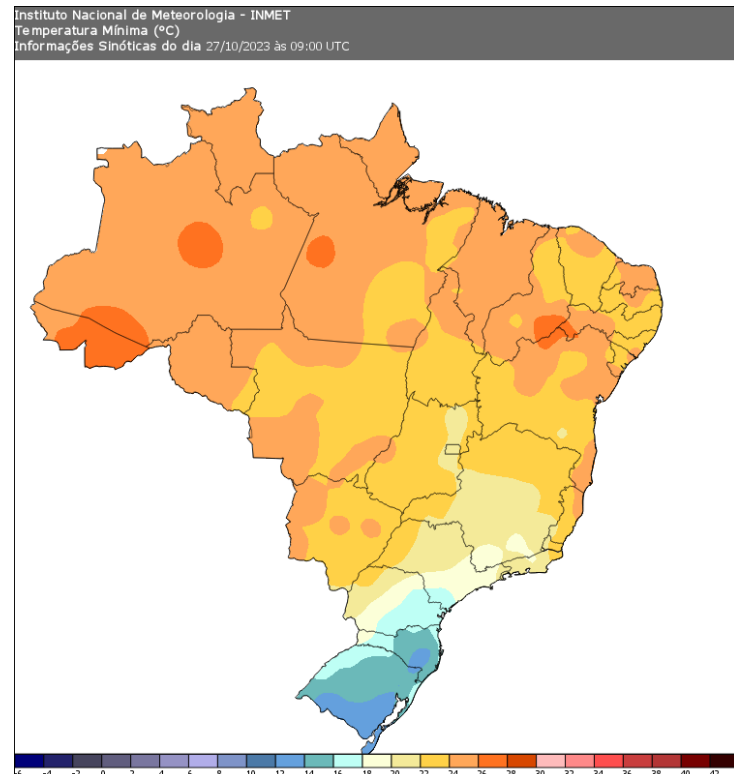 Instituto Nacional de Meteorologia - INMET
Temperatura Mínima (ºC)
Informações Sinóticas do dia 27/10/2023 às 09:00 UTC
-6 -4 -2 0 2 4 6 8 10 12 14 16 18 20 22 24 26 28 30 32 34 36 38 40 42